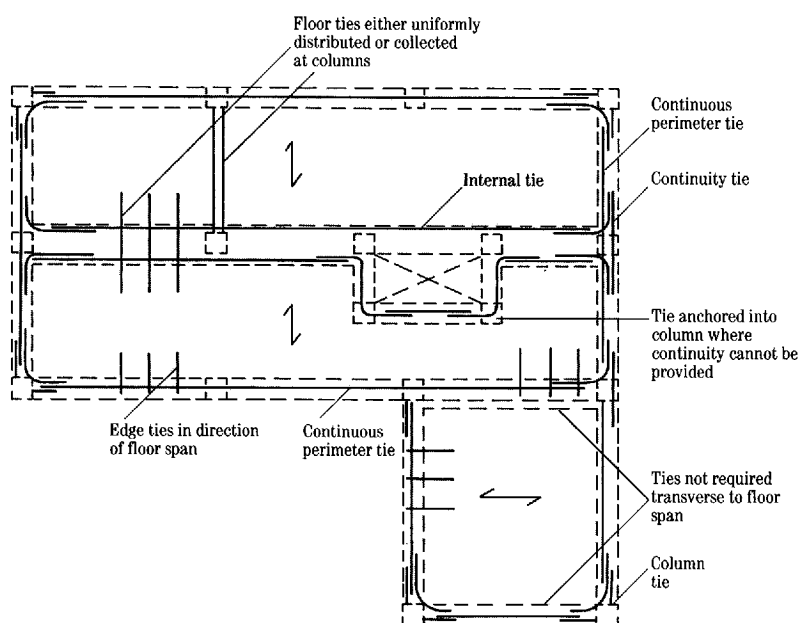 Floor ties either uniformly
distributed or collected
at columns
Continuous
perimeter tie
Internal tie
Continuity tie
Tie anchored into
column where
continuity cannot be
provided
Edge ties in direction
of floor span
Continuous
perimeter tie
Ties not required
transverse to floor
span
Column
tie